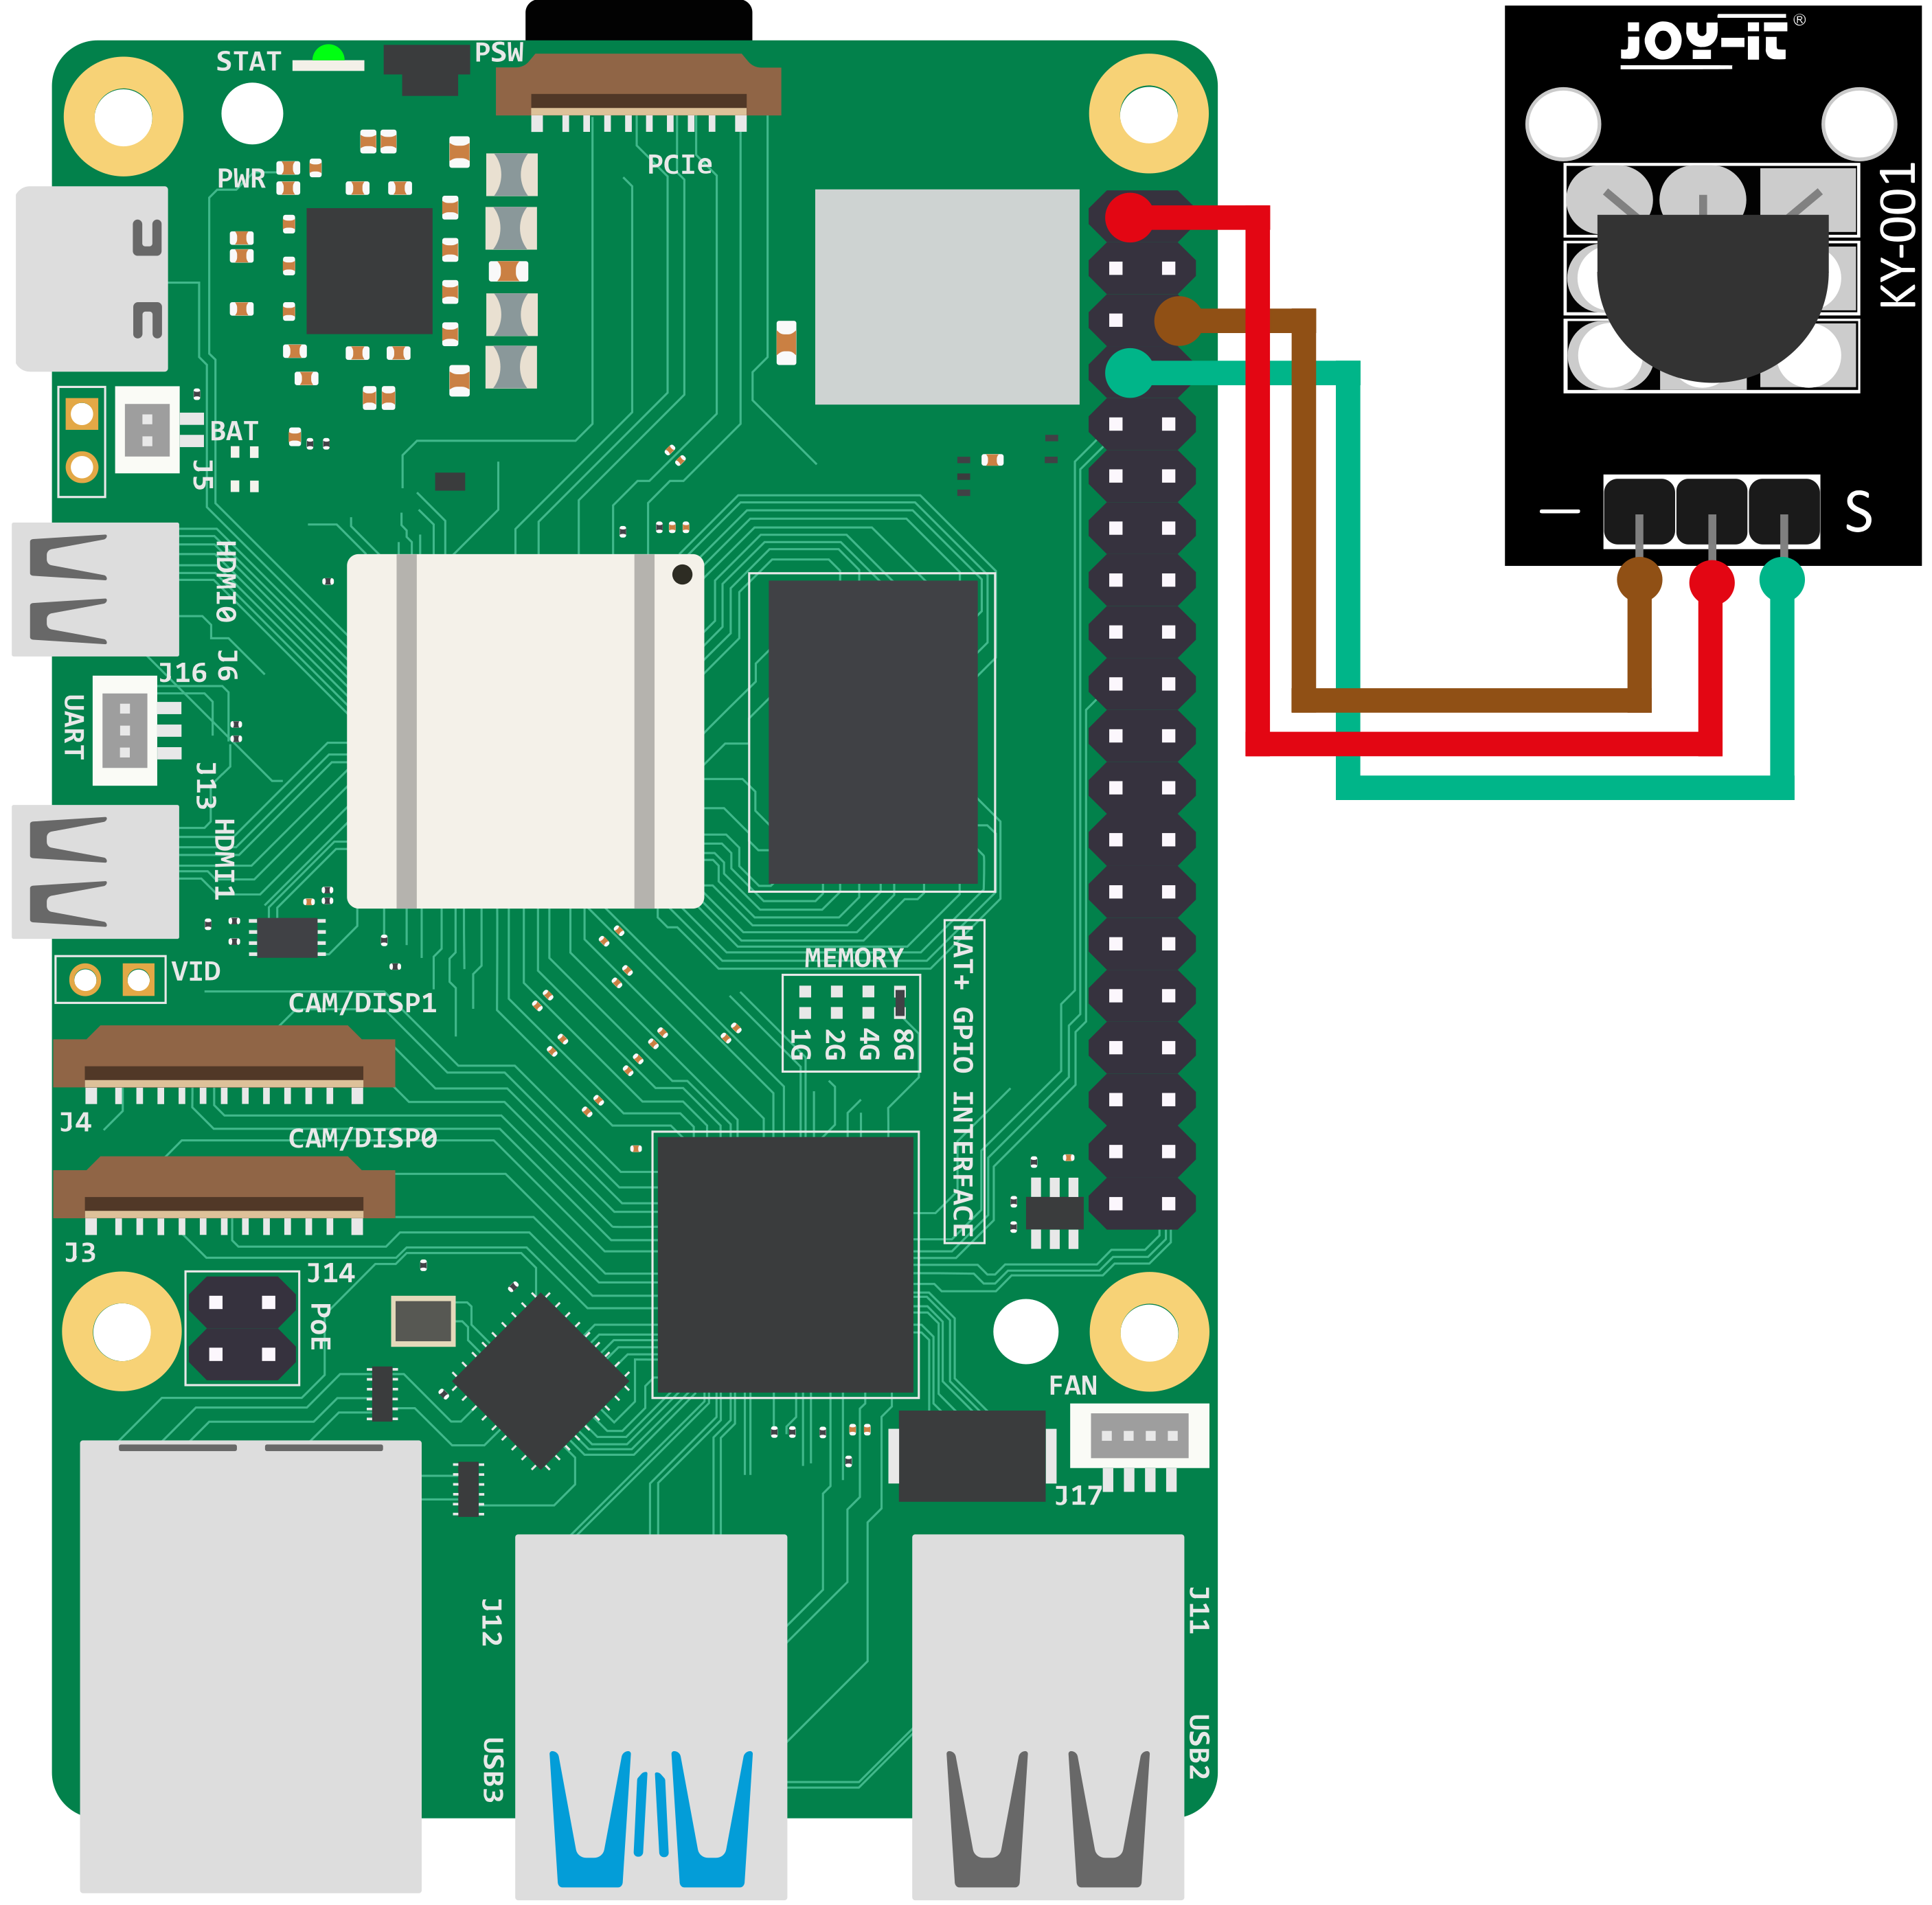 STAT
PSW
PCIe
PWR
BAT
J5
HDMI0
J6
J16
UART
J13
HDMI1
VID
CAM/DISP1
J4
CAM/DISP0
J3
J14
POE
MEMORY
1G
2G
4G
8G
HAT+ GPIO INTERFACE
FAN
J17
J12
USB3
J11
USB2
joy-it®
KY-001
—
S